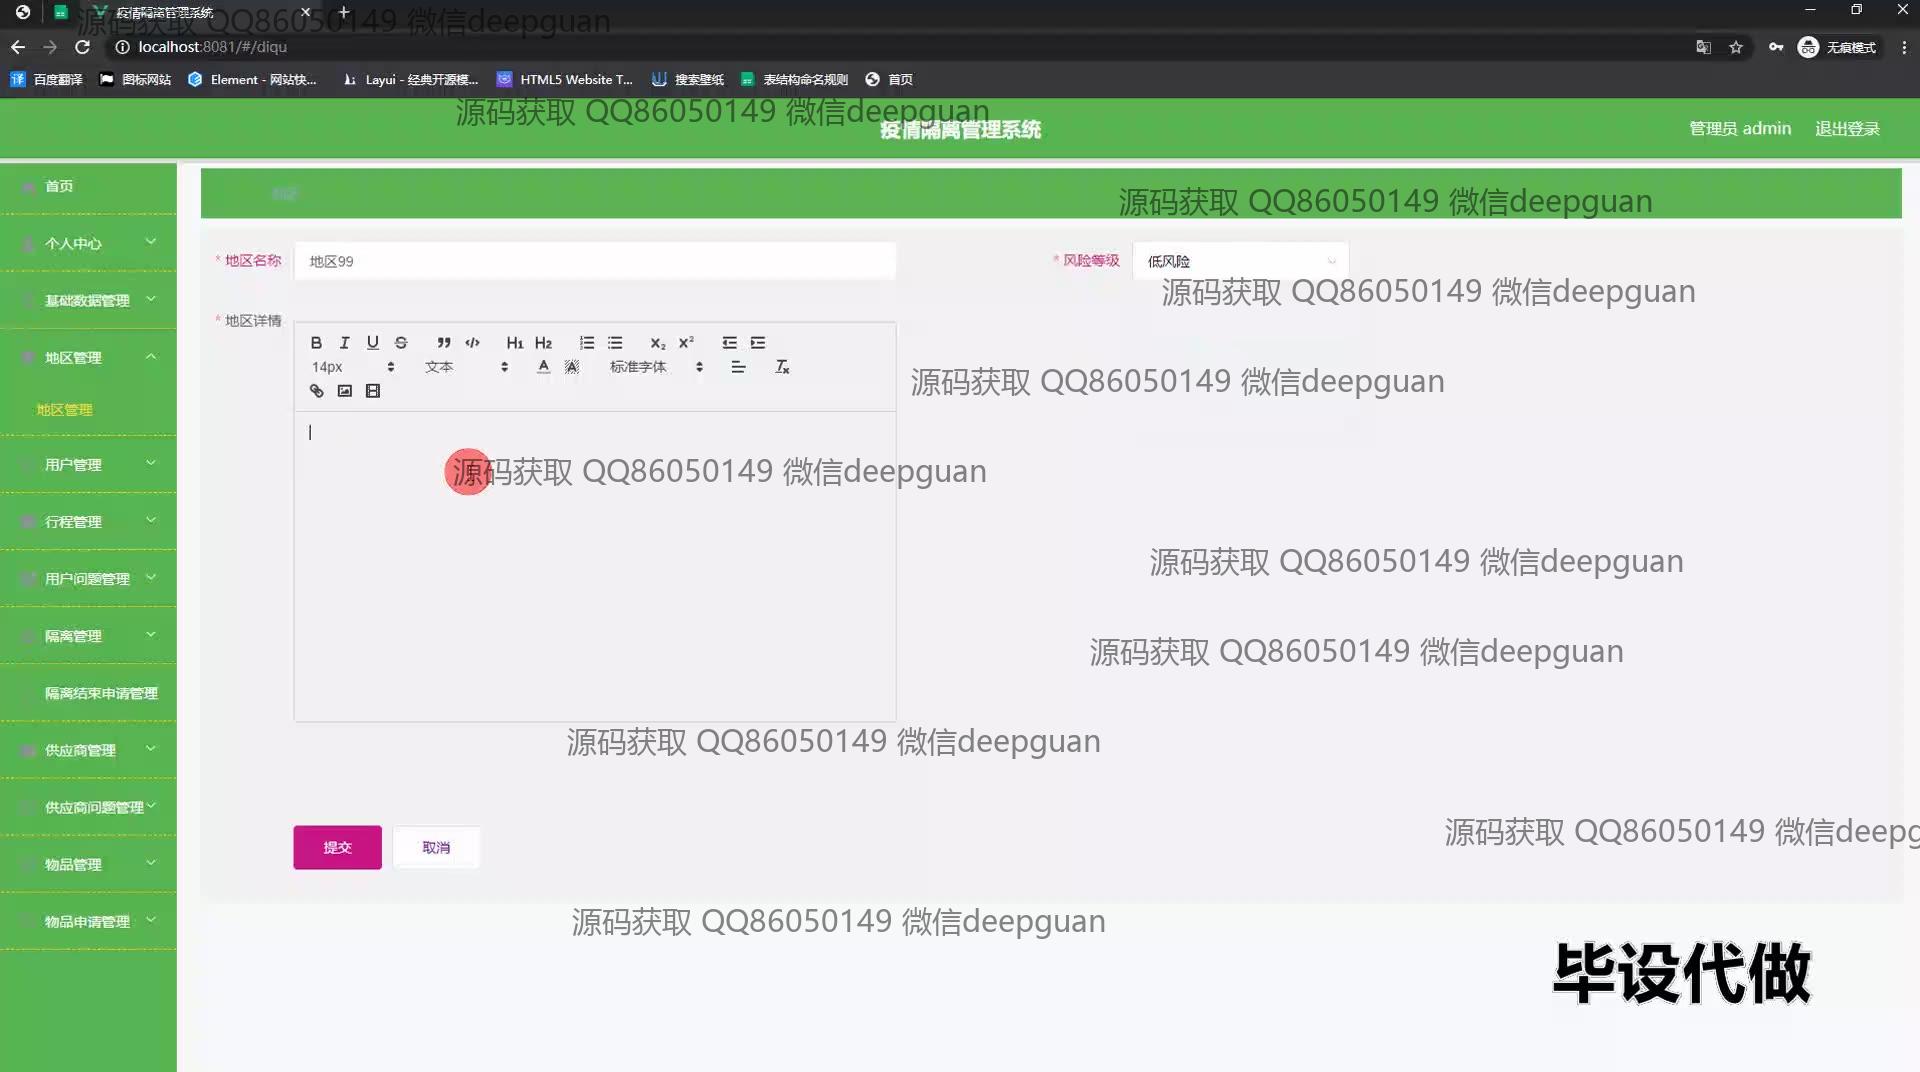 疫情隔离管理系统
源码获取 QQ86050149 微信deepguan
localhost:8081/#/diqu
无痕模式
百度翻译
图标网站
Element - 网站快...
Layui - 经典开源模...
HTML5 Website T...
搜索壁纸
表结构命名规则
首页
源码获取 QQ86050149 微信deepguan
疫情隔离管理系统
管理员 admin
退出登录
首页
源码获取 QQ86050149 微信deepguan
个人中心
* 地区名称
地区99
* 风险等级
低风险
源码获取 QQ86050149 微信deepguan
基础数据管理
* 地区详情
B I U S H1 H2 X2 X2
14px
文本
A A
标准字体
Tx
地区管理
源码获取 QQ86050149 微信deepguan
地区管理
用户管理
源码获取 QQ86050149 微信deepguan
行程管理
源码获取 QQ86050149 微信deepguan
用户问题管理
隔离管理
源码获取 QQ86050149 微信deepguan
隔离结束申请管理
供应商管理
源码获取 QQ86050149 微信deepguan
供应商问题管理
源码获取 QQ86050149 微信deepg
提交
取消
物品管理
物品申请管理
源码获取 QQ86050149 微信deepguan
毕设代做